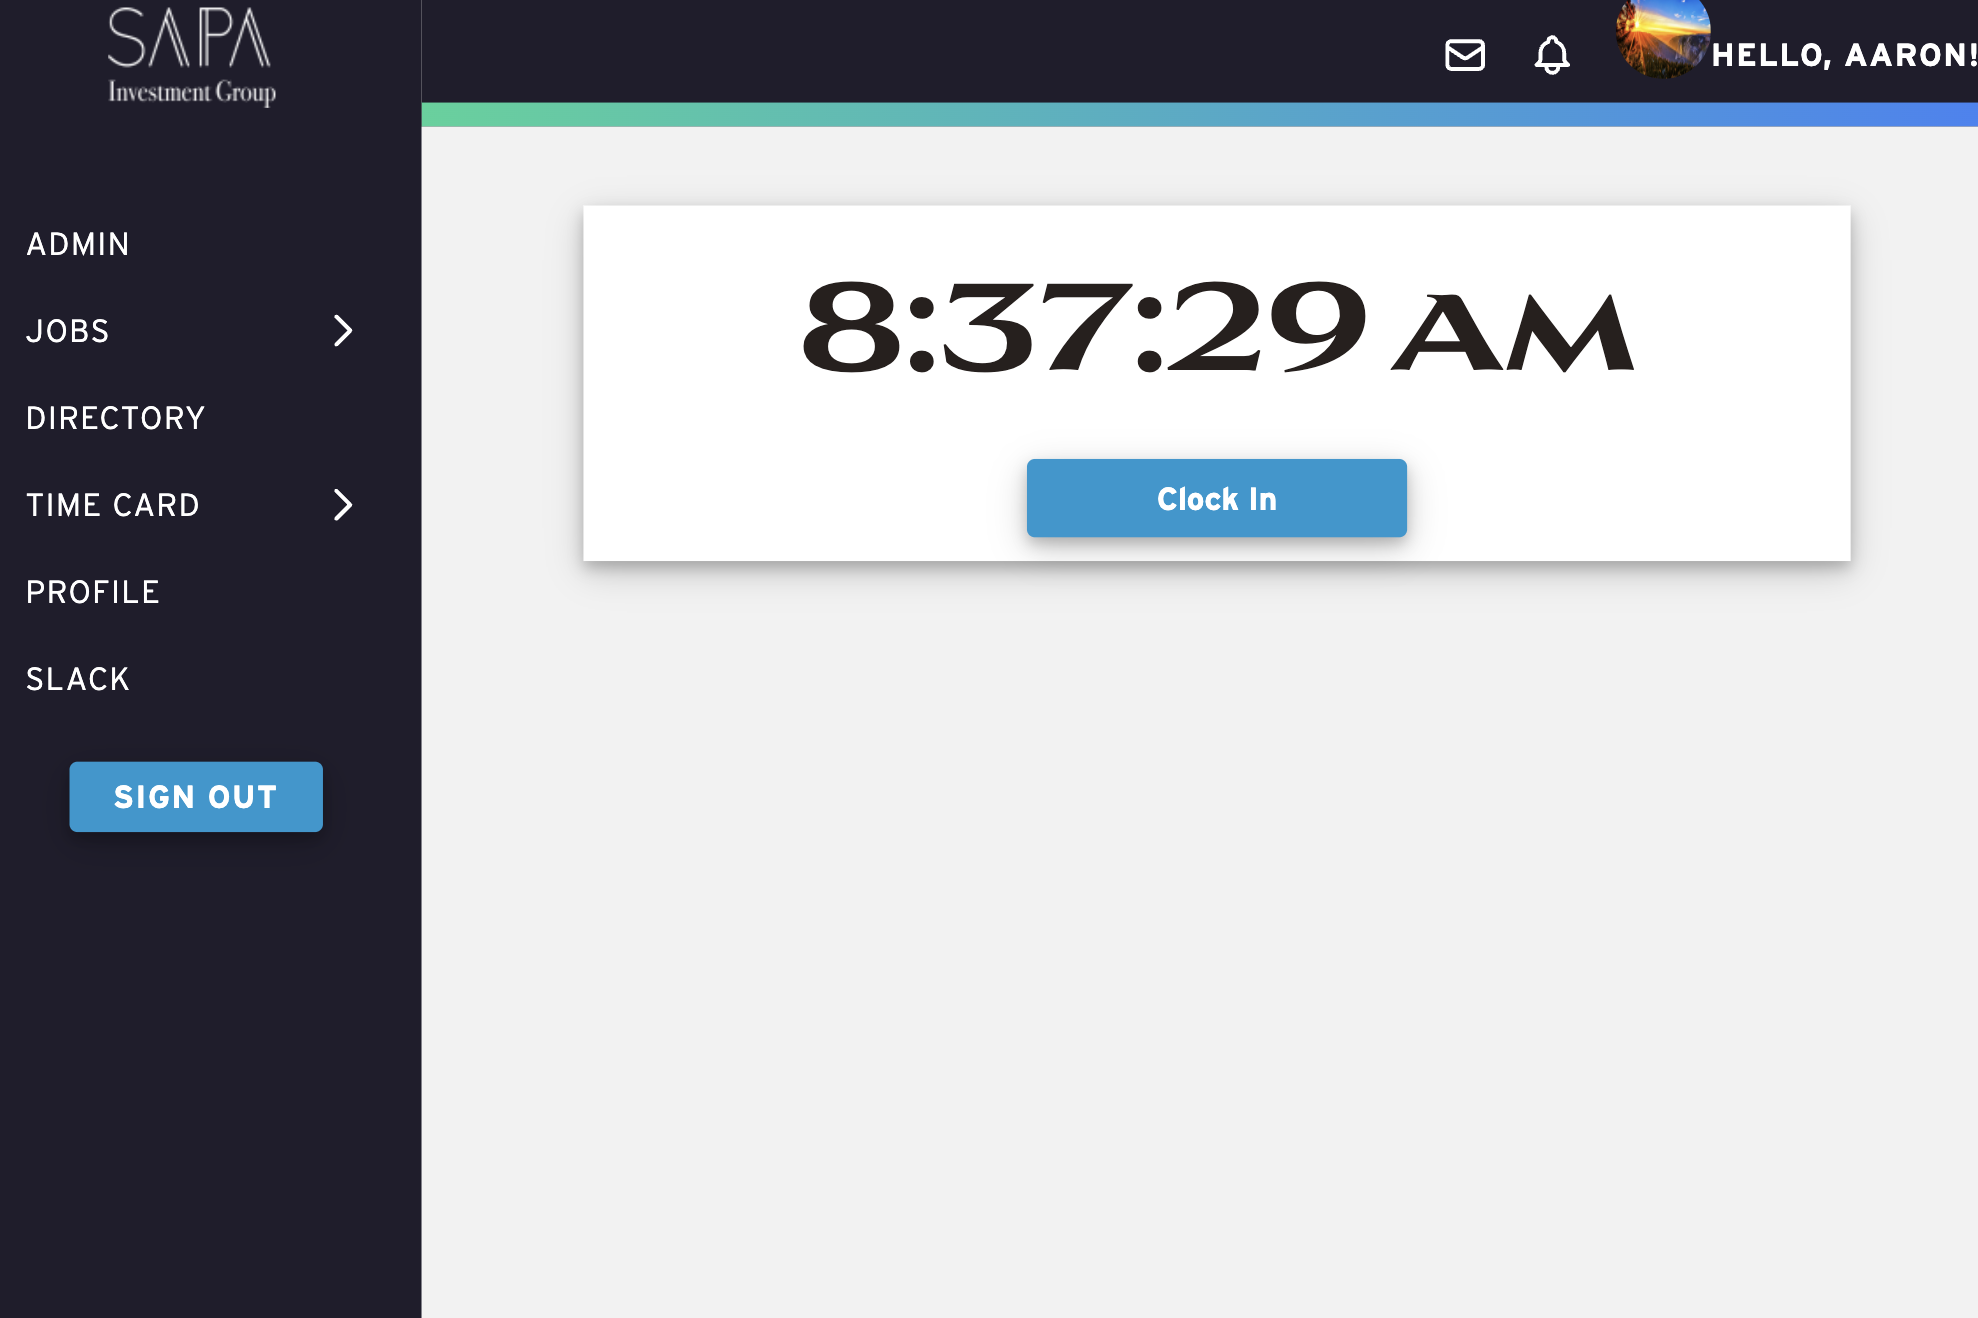 SAPA
Investment Group
HELLO, AARON!
ADMIN
JOBS
DIRECTORY
TIME CARD
PROFILE
SLACK
SIGN OUT
8:37:29 AM
Clock In